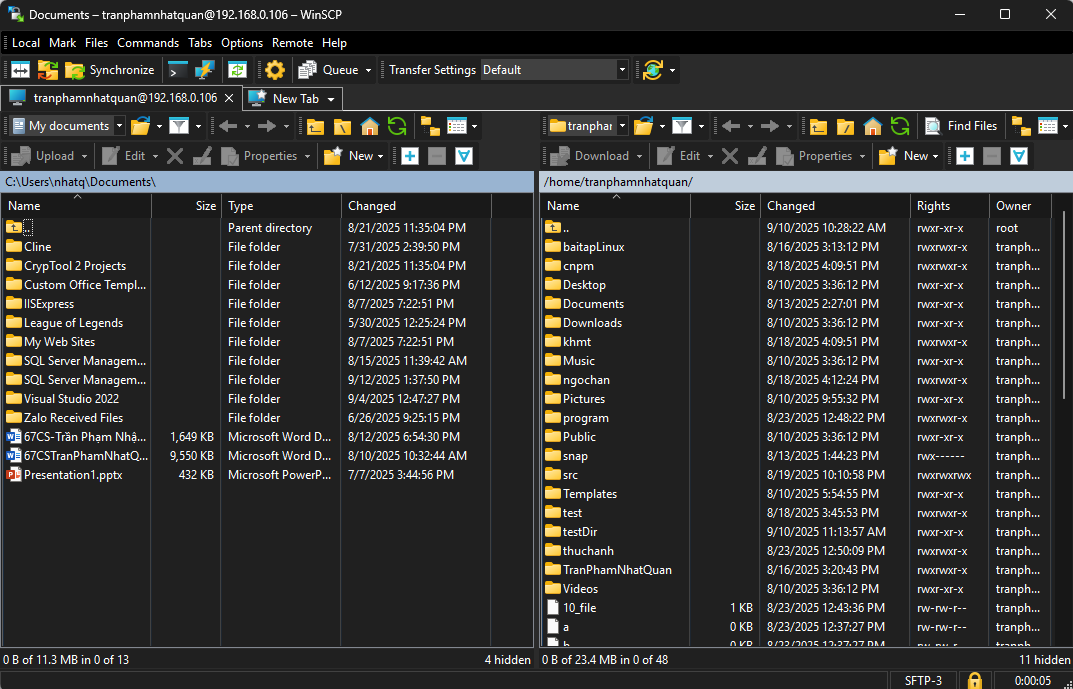 Documents – tranphamnhatquan@192.168.0.106 – WinSCP
Local Mark Files Commands Tabs Options Remote Help
Synchronize Queue Transfer Settings Default
tranphamnhatquan@192.168.0.106 × New Tab
My documents tranphar Find Files
Upload Edit Properties New Download Edit Properties New
C:\Users\nhatq\Documents\ /home/tranphamnhatquan/
Name Size Type Changed Name Size Changed Rights Owner
.. Parent directory 8/21/2025 11:35:04 PM .. 9/10/2025 10:28:22 AM rwxr-xr-x root
Cline File folder 7/31/2025 2:39:50 PM baitapLinux 8/16/2025 3:13:12 PM rwxrwxr-x tranph...
CrypTool 2 Projects File folder 8/21/2025 11:35:04 PM cnpm 8/18/2025 4:09:51 PM rwxrwxr-x tranph...
Custom Office Templ... File folder 6/12/2025 9:17:36 PM Desktop 8/10/2025 3:36:12 PM rwxr-xr-x tranph...
IISExpress File folder 8/7/2025 7:22:51 PM Documents 8/13/2025 2:27:01 PM rwxr-xr-x tranph...
League of Legends File folder 5/30/2025 12:25:24 PM Downloads 8/10/2025 3:36:12 PM rwxr-xr-x tranph...
My Web Sites File folder 8/7/2025 7:22:51 PM khmt 8/18/2025 4:09:51 PM rwxrwxr-x tranph...
SQL Server Managem... File folder 8/15/2025 11:39:42 AM Music 8/10/2025 3:36:12 PM rwxr-xr-x tranph...
SQL Server Managem... File folder 9/12/2025 1:37:50 PM ngochan 8/18/2025 4:12:24 PM rwxrwxr-x tranph...
Visual Studio 2022 File folder 9/4/2025 12:47:27 PM Pictures 8/10/2025 9:55:32 PM rwxr-xr-x tranph...
Zalo Received Files File folder 6/26/2025 9:25:15 PM program 8/23/2025 12:48:22 PM rwxrwxr-x tranph...
67CS-Trần Phạm Nhậ... 1,649 KB Microsoft Word D... 8/12/2025 6:54:30 PM Public 8/10/2025 3:36:12 PM rwxr-xr-x tranph...
67CSTranPhamNhatQ... 9,550 KB Microsoft Word D... 8/10/2025 10:32:44 AM snap 8/13/2025 1:44:23 PM rwx------ tranph...
Presentation1.pptx 432 KB Microsoft PowerP... 7/7/2025 3:44:56 PM src 8/19/2025 10:10:58 PM rwxrwxrwx tranph...
Templates 8/10/2025 5:54:55 PM rwxr-xr-x tranph...
test 8/18/2025 3:45:53 PM rwxrwxr-x tranph...
testDir 9/10/2025 11:13:57 AM rwxr-xr-x tranph...
thuchanh 8/23/2025 12:50:09 PM rwxrwxr-x tranph...
TranPhamNhatQuan 8/16/2025 3:20:43 PM rwxrwxr-x tranph...
Videos 8/10/2025 3:36:12 PM rwxr-xr-x tranph...
10_file 1 KB 8/23/2025 12:43:36 PM rw-rw-r-- tranph...
a 0 KB 8/23/2025 12:37:27 PM rw-rw-r-- tranph...
b 0 KB 8/23/2025 12:37:27 PM rw-rw-r-- tranph...
0 B of 11.3 MB in 0 of 13 4 hidden 0 B of 23.4 MB in 0 of 48 11 hidden
SFTP-3 0:00:05